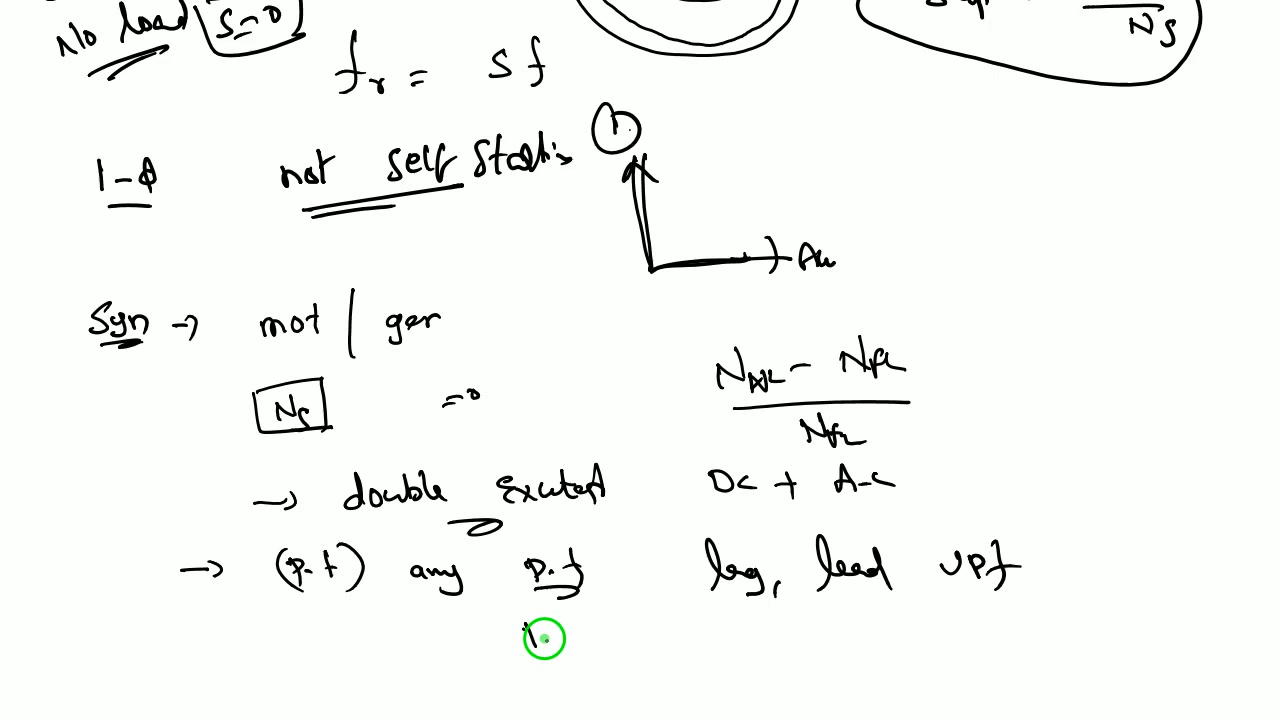 No load S=0
Ns
fr = sf
1-ϕ not self
Syn → mot | gen
Ns =0
NNL - NFL
NFL
→ double excited DC + A-C
→ (p.f) any p.f lag, lead upf